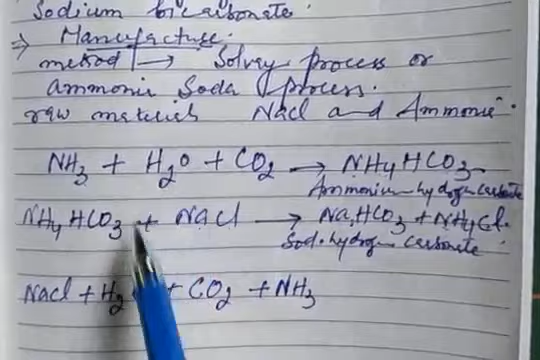 Sodium bicarbonate.
⇒ Manufacture.
method → Solvay process or
ammonia Soda process.
raw materials NaCl and Ammonia.
NH3 + H2O + CO2 → NH4HCO3
Ammonium hydrogen carbonate
NH4HCO3 + NaCl → NaHCO3 + NH4Cl
Sod. hydrogen carbonate
NaCl + H2 + CO2 + NH3